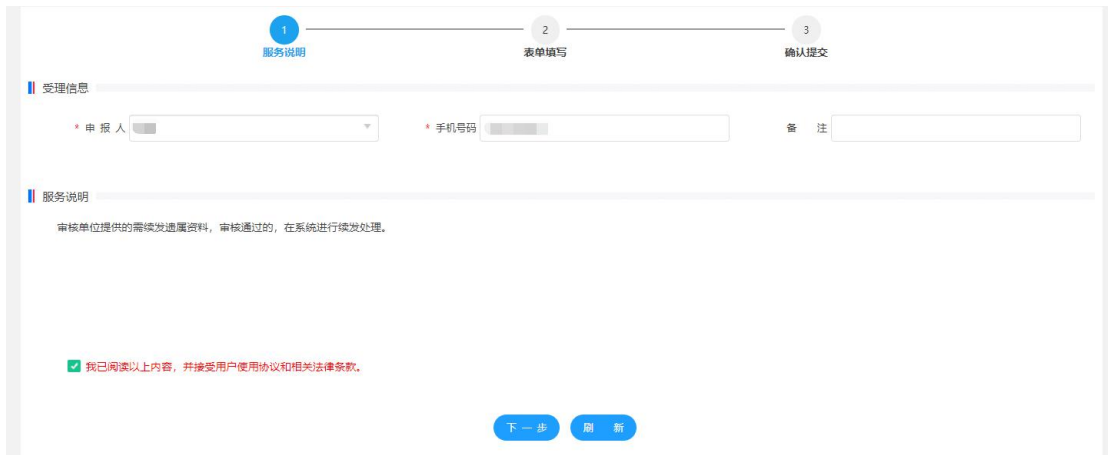 1
2
3
服务说明
表单填写
确认提交
受理信息
* 申 报 人
* 手机号码
备 注
服务说明
审核单位提供的需续发遗属资料，审核通过的，在系统进行续发处理。
我已阅读以上内容，并接受用户使用协议和相关法律条款。
下 一 步
刷 新